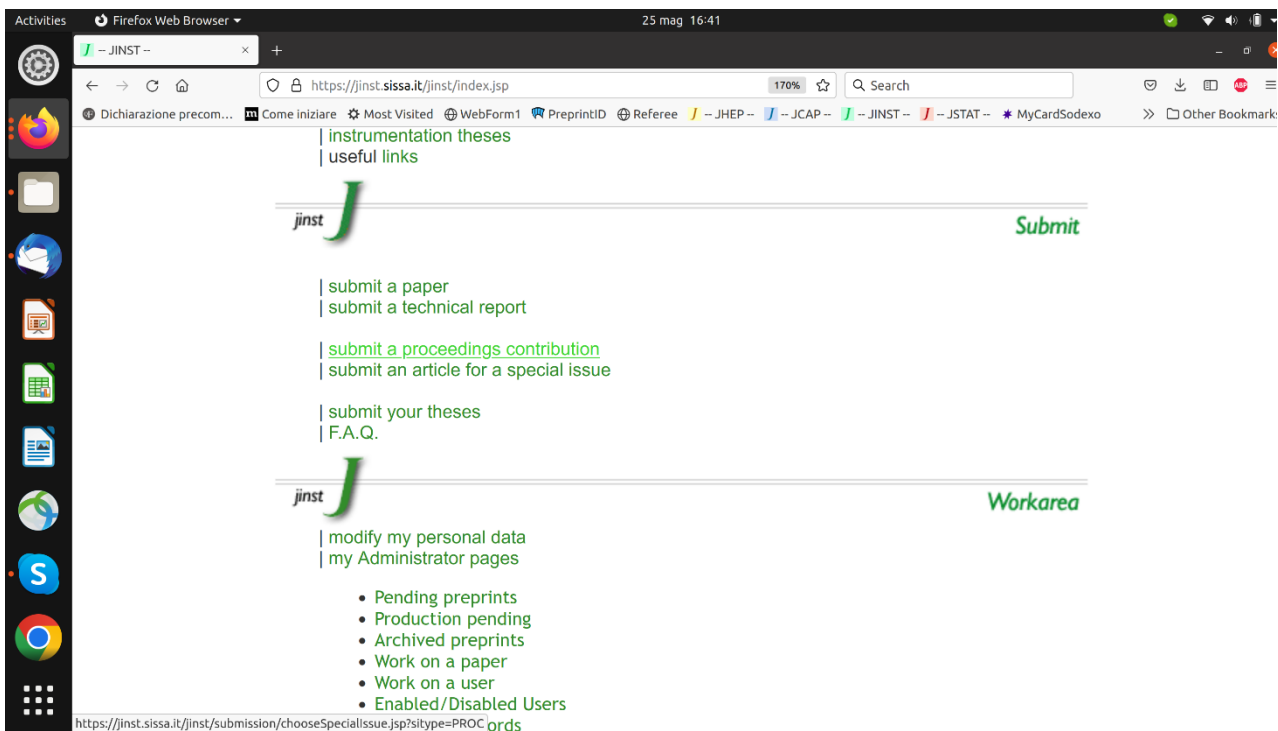 Activities Firefox Web Browser 25 mag 16:41
J -- JINST --
https://jinst.sissa.it/jinst/index.jsp 170% Search
Dichiarazione precom... m Come iniziare Most Visited WebForm1 PreprintID Referee J -- JHEP -- J -- JCAP -- J -- JINST -- J -- JSTAT -- MyCardSodexo Other Bookmarks
| instrumentation theses
| useful links
jinst J Submit
| submit a paper
| submit a technical report
| submit a proceedings contribution
| submit an article for a special issue
| submit your theses
| F.A.Q.
jinst J Workarea
| modify my personal data
| my Administrator pages
• Pending preprints
• Production pending
• Archived preprints
• Work on a paper
• Work on a user
• Enabled/Disabled Users
https://jinst.sissa.it/jinst/submission/chooseSpecialIssue.jsp?sitype=PROC ords
S
ABP